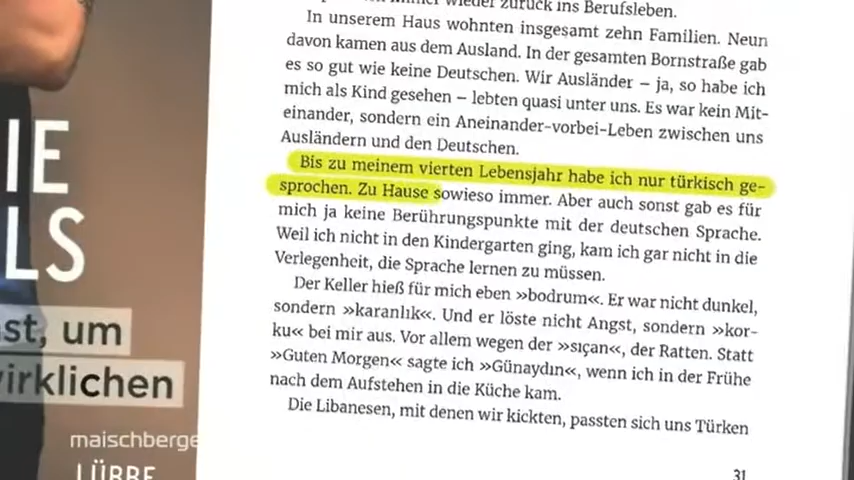 wieder zurück ins Berufsleben.
In unserem Haus wohnten insgesamt zehn Familien. Neun
davon kamen aus dem Ausland. In der gesamten Bornstraße gab
es so gut wie keine Deutschen. Wir Ausländer – ja, so habe ich
mich als Kind gesehen – lebten quasi unter uns. Es war kein Mit-
einander, sondern ein Aneinander-vorbei-Leben zwischen uns
Ausländern und den Deutschen.
Bis zu meinem vierten Lebensjahr habe ich nur türkisch ge-
sprochen. Zu Hause sowieso immer. Aber auch sonst gab es für
mich ja keine Berührungspunkte mit der deutschen Sprache.
Weil ich nicht in den Kindergarten ging, kam ich gar nicht in die
Verlegenheit, die Sprache lernen zu müssen.
Der Keller hieß für mich eben »bodrum«. Er war nicht dunkel,
sondern »karanlık«. Und er löste nicht Angst, sondern »kor-
ku« bei mir aus. Vor allem wegen der »sıçan«, der Ratten. Statt
»Guten Morgen« sagte ich »Günaydın«, wenn ich in der Frühe
nach dem Aufstehen in die Küche kam.
Die Libanesen, mit denen wir kickten, passten sich uns Türken
31
IE
LS
st, um
wirklichen
maischberge
LÜBBE